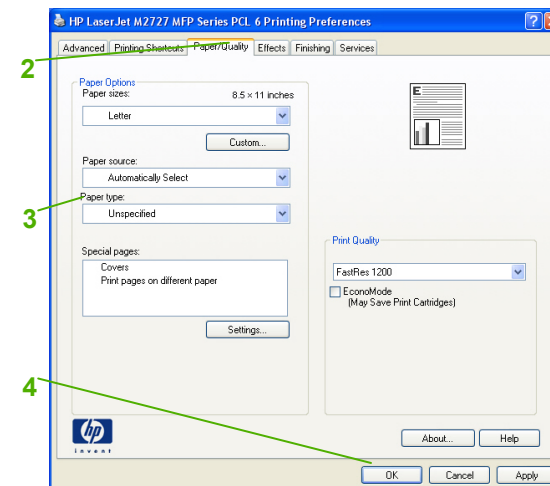 HP LaserJet M2727 MFP Series PCL 6 Printing Preferences
?
Advanced Printing Shortcuts Paper/Quality Effects Finishing Services
2
Paper Options
Paper sizes: 8.5 × 11 inches
Letter
Custom...
Paper source:
Automatically Select
Paper type:
3
Unspecified
Special pages:
Covers
Print pages on different paper
Settings...
E
Print Quality
FastRes 1200
EconoMode
(May Save Print Cartridges)
4
hp
invent
About... Help
OK Cancel Apply